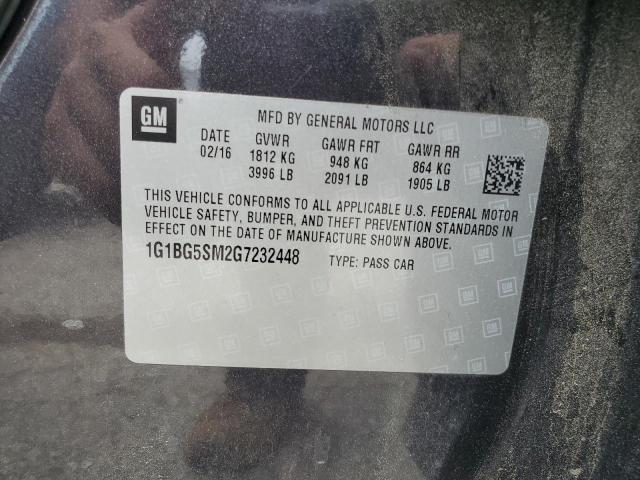 GM
MFD BY GENERAL MOTORS LLC
DATE GVWR GAWR FRT GAWR RR
02/16 1812 KG 948 KG 864 KG
3996 LB 2091 LB 1905 LB
THIS VEHICLE CONFORMS TO ALL APPLICABLE U.S. FEDERAL MOTOR
VEHICLE SAFETY, BUMPER, AND THEFT PREVENTION STANDARDS IN
EFFECT ON THE DATE OF MANUFACTURE SHOWN ABOVE.
1G1BG5SM2G7232448 TYPE: PASS CAR